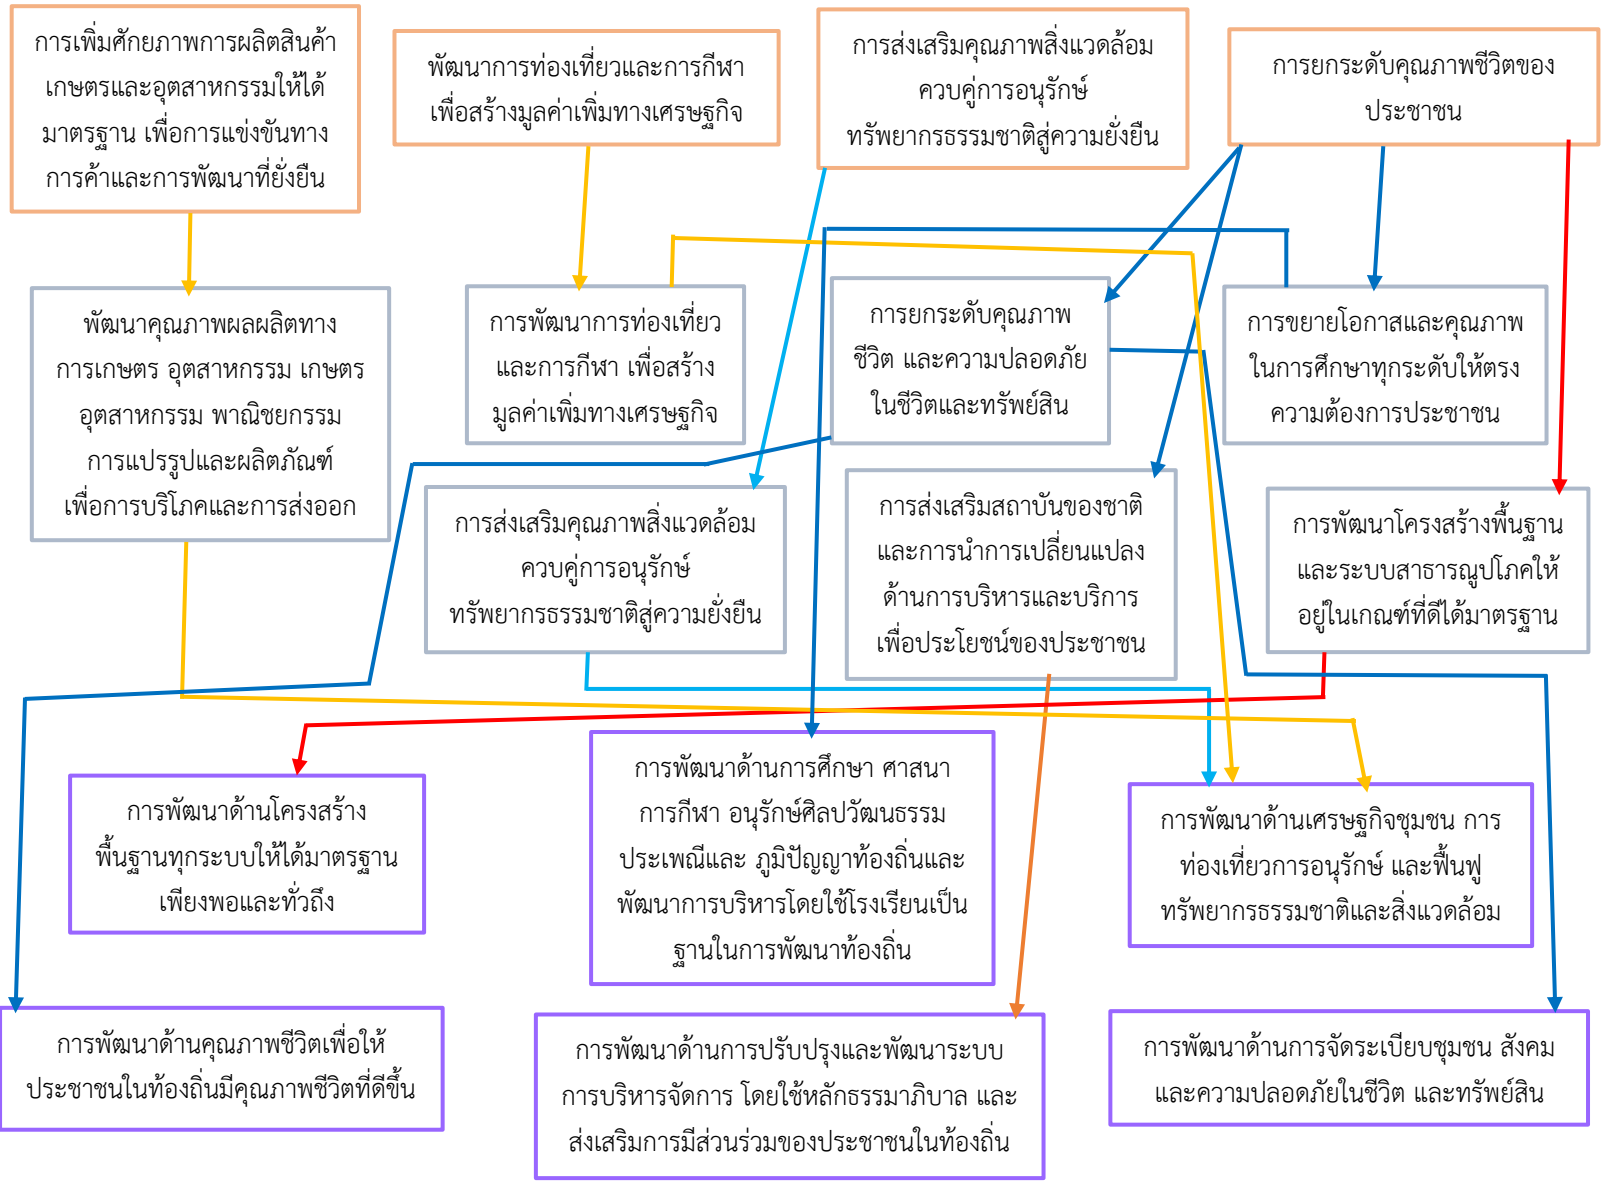 การเพิ่มศักยภาพการผลิตสินค้า
เกษตรและอุตสาหกรรมให้ได้
มาตรฐาน เพื่อการแข่งขันทาง
การค้าและการพัฒนาที่ยั่งยืน
พัฒนาการท่องเที่ยวและการกีฬา
เพื่อสร้างมูลค่าเพิ่มทางเศรษฐกิจ
การส่งเสริมคุณภาพสิ่งแวดล้อม
ควบคู่การอนุรักษ์
ทรัพยากรธรรมชาติสู่ความยั่งยืน
การยกระดับคุณภาพชีวิตของ
ประชาชน
พัฒนาคุณภาพผลผลิตทาง
การเกษตร อุตสาหกรรม เกษตร
อุตสาหกรรม พาณิชยกรรม
การแปรรูปและผลิตภัณฑ์
เพื่อการบริโภคและการส่งออก
การพัฒนาการท่องเที่ยว
และการกีฬา เพื่อสร้าง
มูลค่าเพิ่มทางเศรษฐกิจ
การยกระดับคุณภาพ
ชีวิต และความปลอดภัย
ในชีวิตและทรัพย์สิน
การขยายโอกาสและคุณภาพ
ในการศึกษาทุกระดับให้ตรง
ความต้องการประชาชน
การส่งเสริมคุณภาพสิ่งแวดล้อม
ควบคู่การอนุรักษ์
ทรัพยากรธรรมชาติสู่ความยั่งยืน
การส่งเสริมสถาบันของชาติ
และการนำการเปลี่ยนแปลง
ด้านการบริหารและบริการ
เพื่อประโยชน์ของประชาชน
การพัฒนาโครงสร้างพื้นฐาน
และระบบสาธารณูปโภคให้
อยู่ในเกณฑ์ที่ดีได้มาตรฐาน
การพัฒนาด้านโครงสร้าง
พื้นฐานทุกระบบให้ได้มาตรฐาน
เพียงพอและทั่วถึง
การพัฒนาด้านการศึกษา ศาสนา
การกีฬา อนุรักษ์ศิลปวัฒนธรรม
ประเพณีและ ภูมิปัญญาท้องถิ่นและ
พัฒนาการบริหารโดยใช้โรงเรียนเป็น
ฐานในการพัฒนาท้องถิ่น
การพัฒนาด้านเศรษฐกิจชุมชน การ
ท่องเที่ยวการอนุรักษ์ และฟื้นฟู
ทรัพยากรธรรมชาติและสิ่งแวดล้อม
การพัฒนาด้านคุณภาพชีวิตเพื่อให้
ประชาชนในท้องถิ่นมีคุณภาพชีวิตที่ดีขึ้น
การพัฒนาด้านการปรับปรุงและพัฒนาระบบ
การบริหารจัดการ โดยใช้หลักธรรมาภิบาล และ
ส่งเสริมการมีส่วนร่วมของประชาชนในท้องถิ่น
การพัฒนาด้านการจัดระเบียบชุมชน สังคม
และความปลอดภัยในชีวิต และทรัพย์สิน